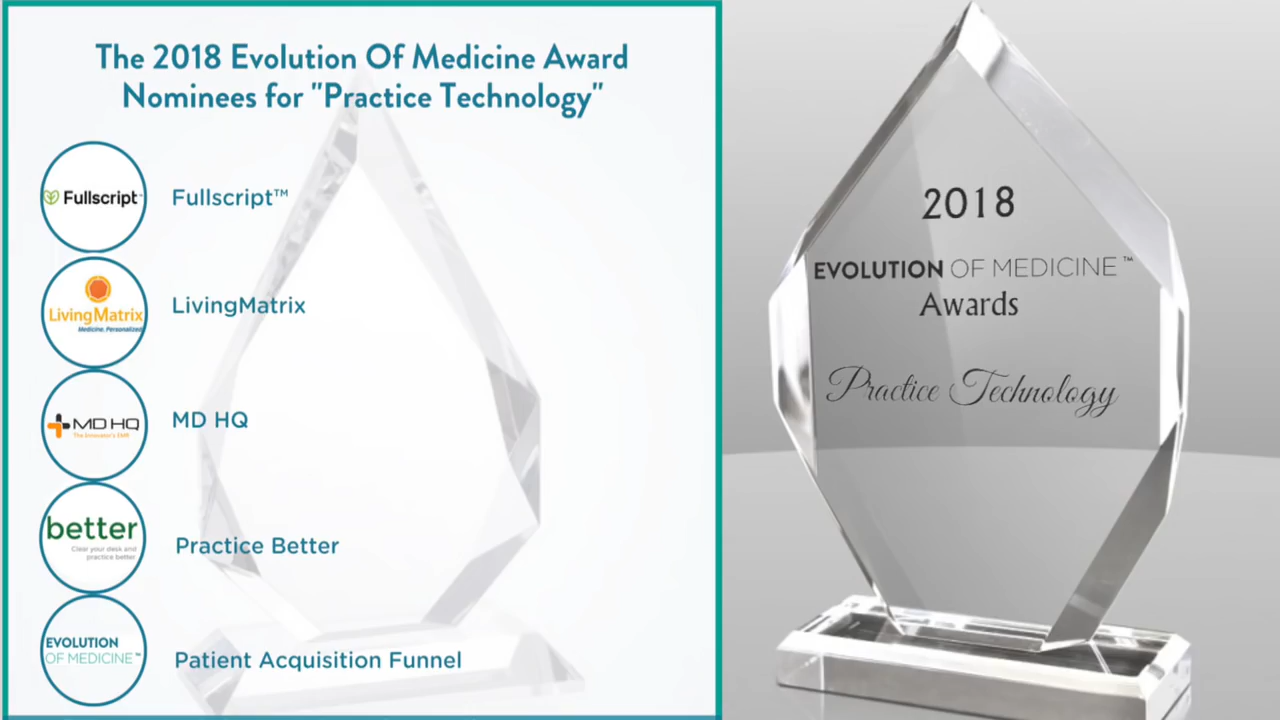 The 2018 Evolution Of Medicine Award
Nominees for "Practice Technology"
Fullscript
Fullscript™
LivingMatrix
Medicine. Personalized
LivingMatrix
MD HQ
The Innovator's EMR
MD HQ
better
Clear your desk and
practice better
Practice Better
EVOLUTION
OF MEDICINE™
Patient Acquisition Funnel
2018
EVOLUTION OF MEDICINE™
Awards
Practice Technology